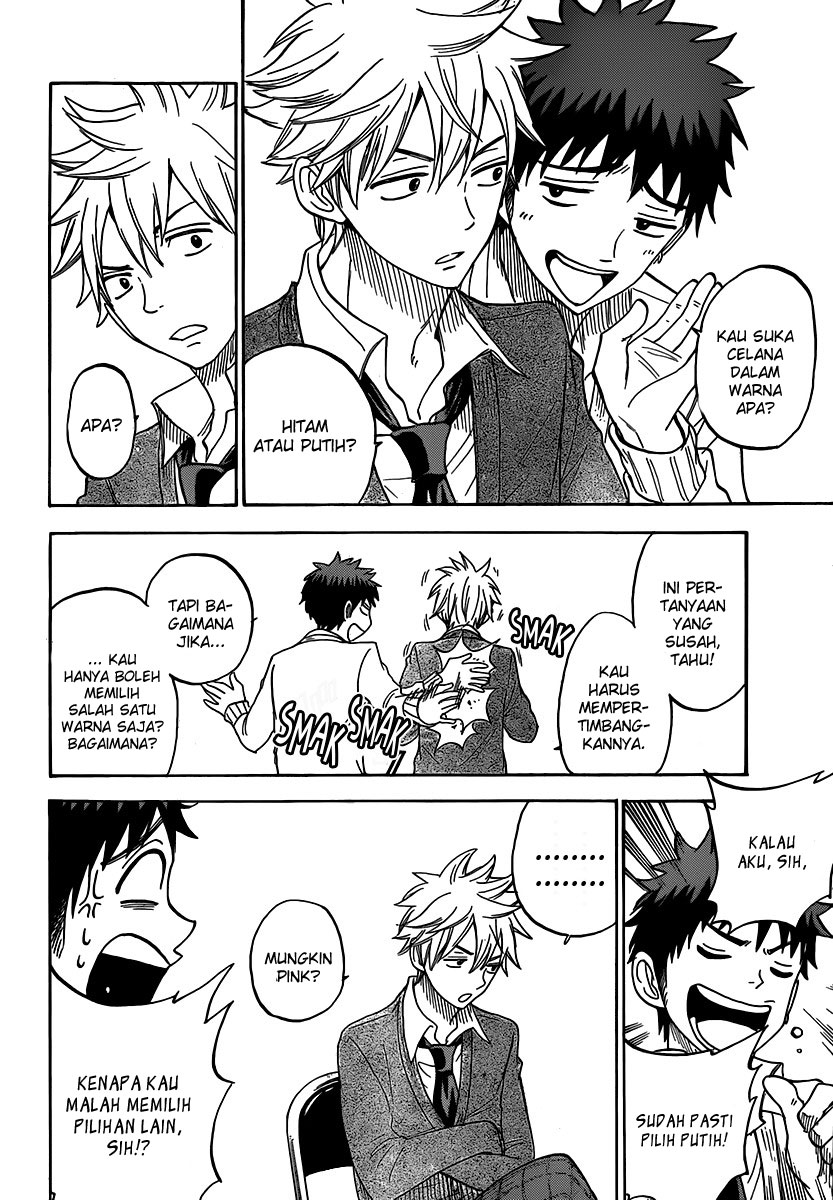 KAU SUKA
CELANA
DALAM
WARNA
APA?
HITAM
ATAU PUTIH?
APA?
INI PER-
TANYAAN
YANG
SUSAH,
TAHU!
KAU
HARUS
MEMPER-
TIMBANG-
KANNYA.
SMAK
SMAK
SMAK
TAPI BA-
GAIMANA
JIKA...
... KAU
HANYA BOLEH
MEMILIH
SALAH SATU
WARNA SAJA?
BAGAIMANA?
KALAU
AKU, SIH,
SUDAH PASTI
PILIH PUTIH!
.........
.........
MUNGKIN
PINK?
KENAPA KAU
MALAH MEMILIH
PILIHAN LAIN,
SIH!?